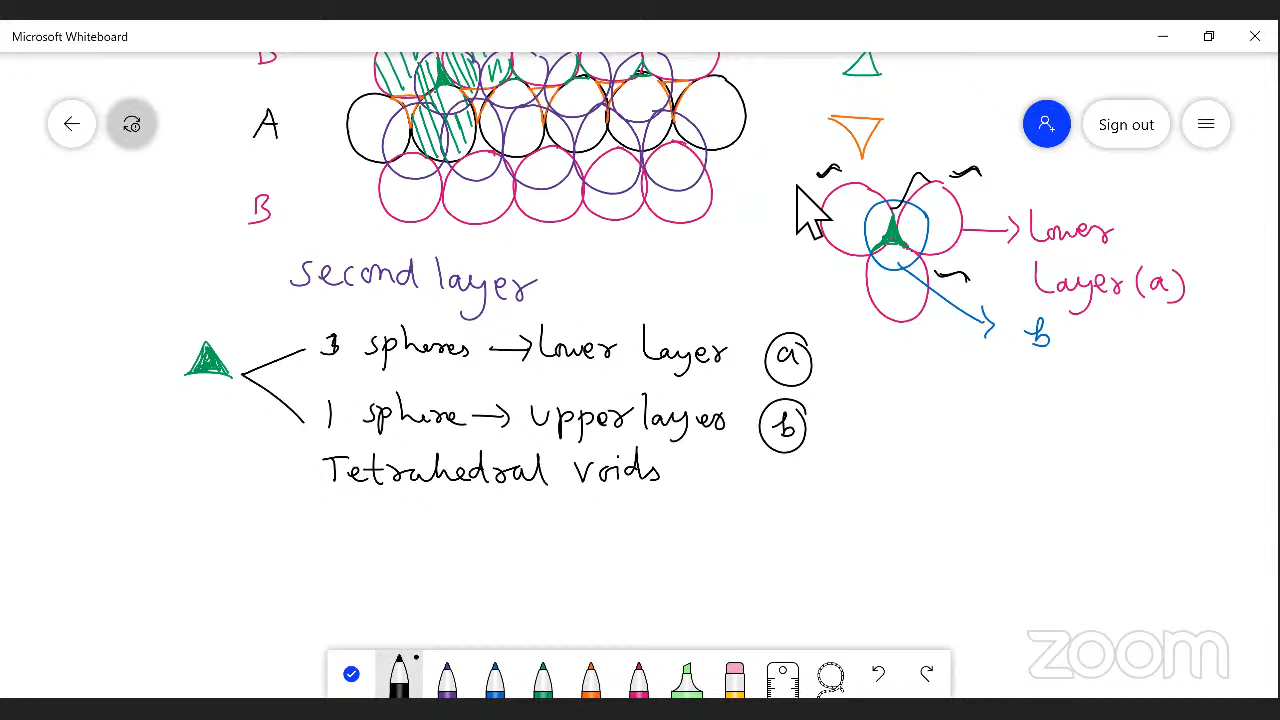 Microsoft Whiteboard
B
A
Sign out
B
Lower
Layer (a)
b
Second layer
3 spheres → Lower Layer a
1 sphere → upper layer b
Tetrahedral voids
zoom